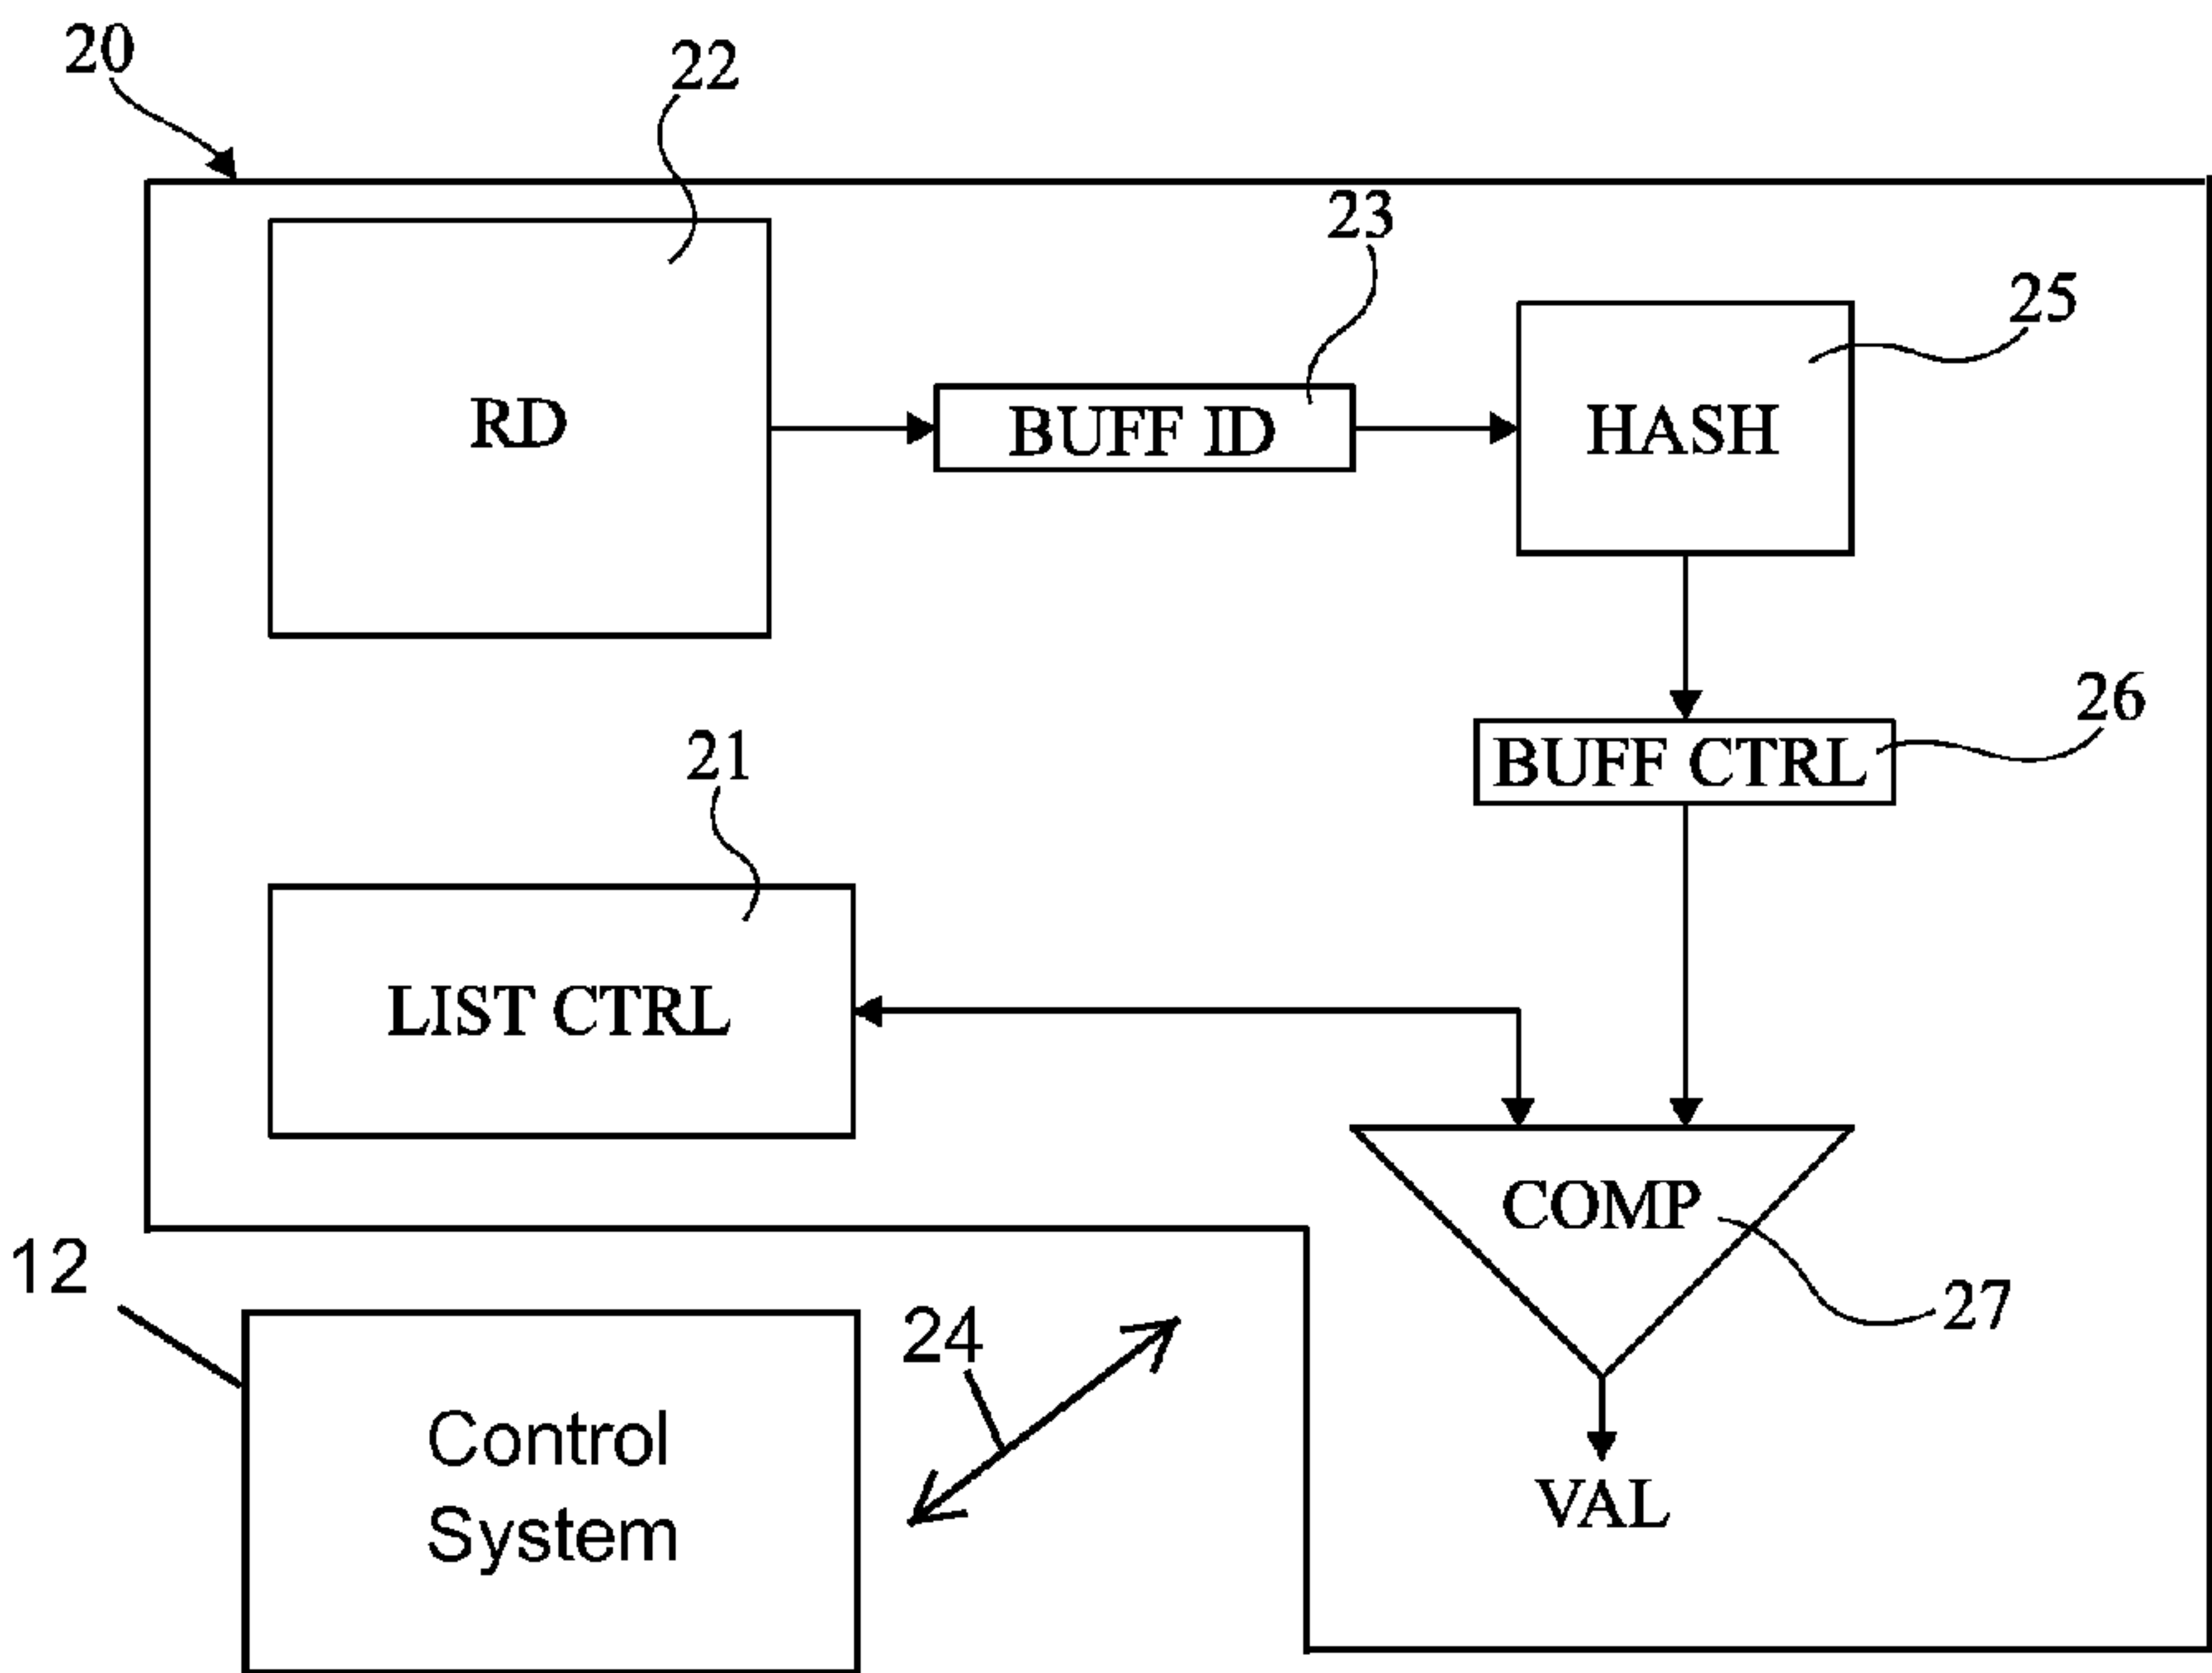 20
22
23
25
RD
BUFF ID
HASH
26
BUFF CTRL
21
LIST CTRL
COMP
12
27
24
Control
System
VAL